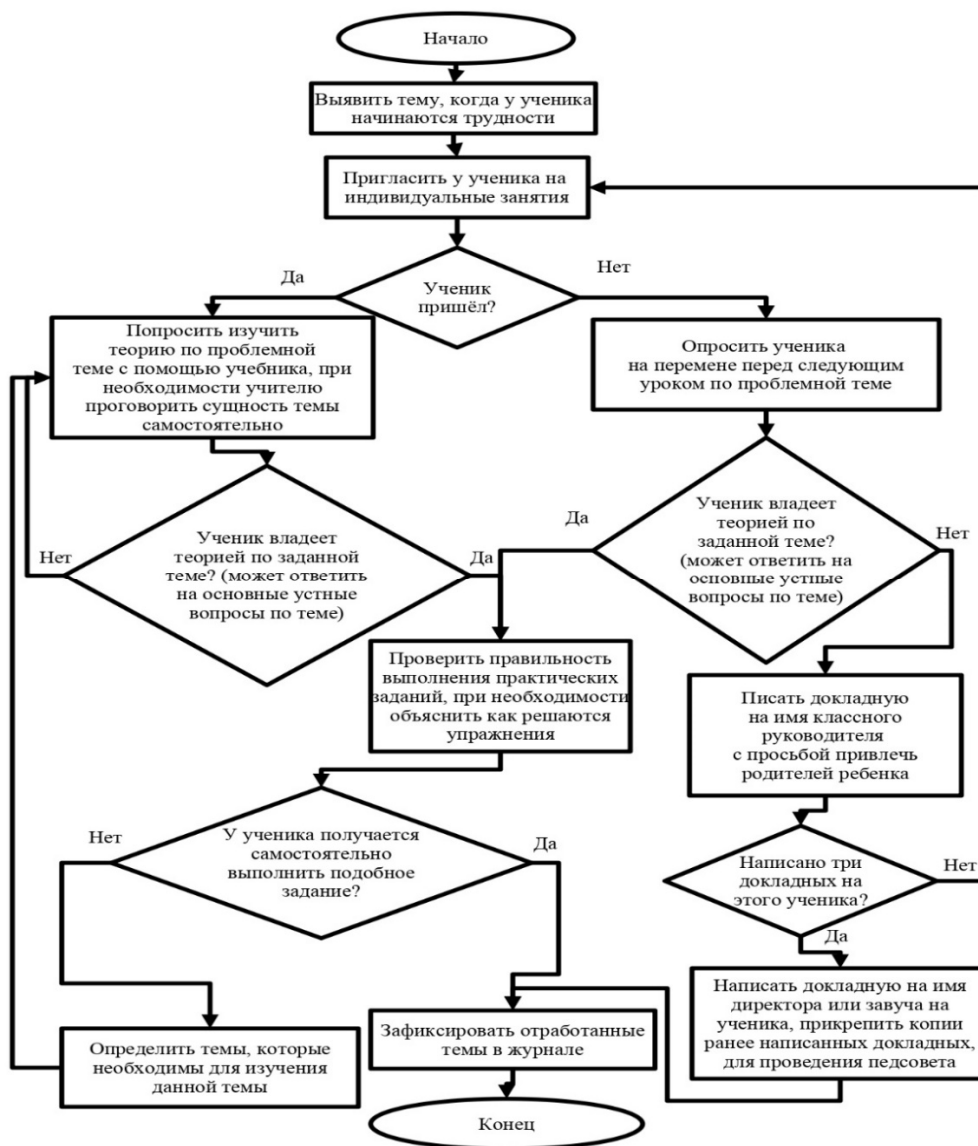 Начало
Выявить тему, когда у ученика
начинаются трудности
Пригласить у ученика на
индивидуальные занятия
Да
Нет
Ученик
пришёл?
Попросить изучить
теорию по проблемной
теме с помощью учебника, при
необходимости учителю
проговорить сущность темы
самостоятельно
Опросить ученика
на перемене перед следующим
уроком по проблемной теме
Нет
Ученик владеет
теорией по заданной
теме? (может ответить
на основные устные
вопросы по теме)
Да
Да
Ученик владеет
теорией по
заданной теме?
(может ответить на
основные устные
вопросы по теме)
Нет
Проверить правильность
выполнения практических
заданий, при необходимости
объяснить как решаются
упражнения
Писать докладную
на имя классного
руководителя
с просьбой привлечь
родителей ребенка
Нет
У ученика получается
самостоятельно
выполнить подобное
задание?
Да
Написано три
докладных на
этого ученика?
Нет
Да
Определить темы, которые
необходимы для изучения
данной темы
Зафиксировать отработанные
темы в журнале
Написать докладную на имя
директора или завуча на
ученика, прикрепить копии
ранее написанных докладных,
для проведения педсовета
Конец